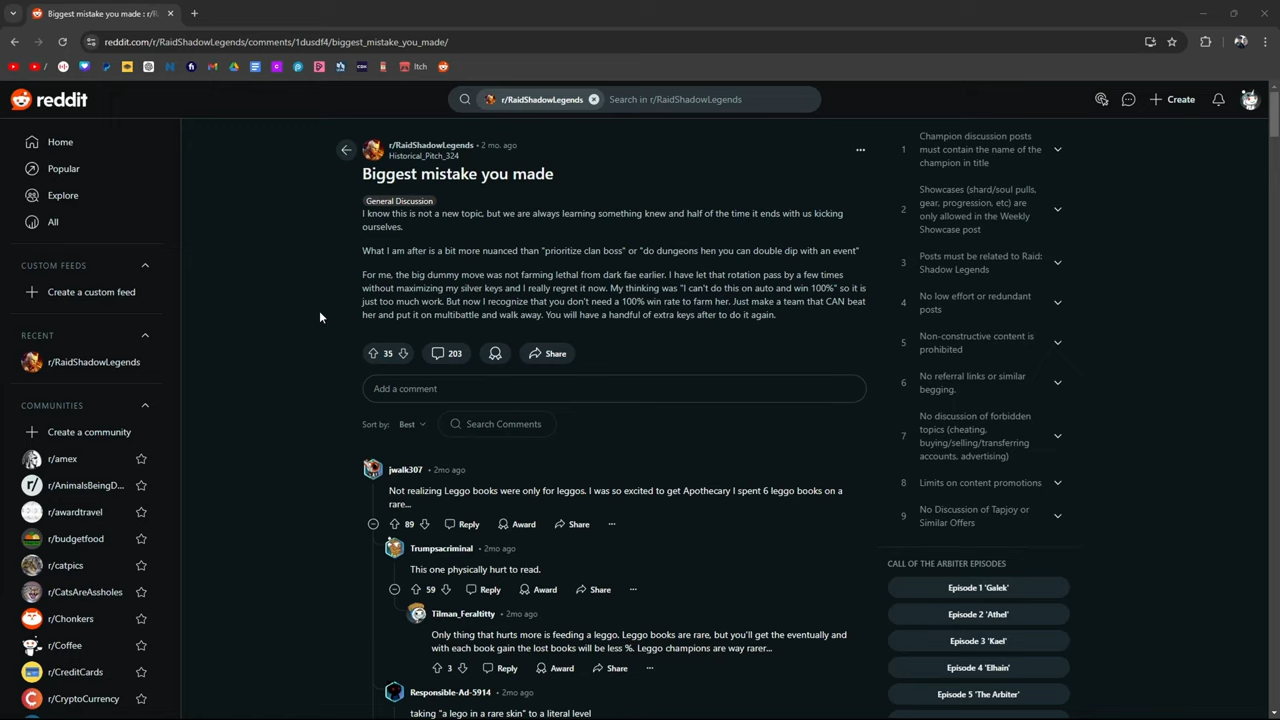 Biggest mistake you made : r/Ra
reddit.com/r/RaidShadowLegends/comments/1dusdf4/biggest_mistake_you_made/
Itch
reddit
r/RaidShadowLegends
Search in r/RaidShadowLegends
Create
Home
Popular
Explore
All
CUSTOM FEEDS
Create a custom feed
RECENT
r/RaidShadowLegends
COMMUNITIES
Create a community
r/amex
r/AnimalsBeingD...
r/awardtravel
r/budgetfood
r/catpics
r/CatsAreAssholes
r/Chonkers
r/Coffee
r/CreditCards
r/CryptoCurrency
r/RaidShadowLegends • 2 mo. ago
Historical_Pitch_324
Biggest mistake you made
General Discussion
I know this is not a new topic, but we are always learning something knew and half of the time it ends with us kicking
ourselves.
What I am after is a bit more nuanced than "prioritize clan boss" or "do dungeons hen you can double dip with an event"
For me, the big dummy move was not farming lethal from dark fae earlier. I have let that rotation pass by a few times
without maximizing my silver keys and I really regret it now. My thinking was "I can't do this on auto and win 100%" so it is
just too much work. But now I recognize that you don't need a 100% win rate to farm her. Just make a team that CAN beat
her and put it on multibattle and walk away. You will have a handful of extra keys after to do it again.
35
203
Share
Add a comment
Sort by: Best
Search Comments
jwalk307 • 2mo ago
Not realizing Leggo books were only for leggos. I was so excited to get Apothecary I spent 6 leggo books on a
rare...
89 Reply Award Share
Trumpsacriminal • 2mo ago
This one physically hurt to read.
59 Reply Award Share
Tilman_Feraltitty • 2mo ago
Only thing that hurts more is feeding a leggo. Leggo books are rare, but you'll get the eventually and
with each book gain the lost books will be less %. Leggo champions are way rarer...
3 Reply Award Share
Responsible-Ad-5914 • 2mo ago
taking "a lego in a rare skin" to a literal level
1 Champion discussion posts
must contain the name of the
champion in title
2 Showcases (shard/soul pulls,
gear, progression, etc) are
only allowed in the Weekly
Showcase post
3 Posts must be related to Raid:
Shadow Legends
4 No low effort or redundant
posts
5 Non-constructive content is
prohibited
6 No referral links or similar
begging.
7 No discussion of forbidden
topics (cheating,
buying/selling/transferring
accounts, advertising)
8 Limits on content promotions
9 No Discussion of Tapjoy or
Similar Offers
CALL OF THE ARBITER EPISODES
Episode 1 'Galek'
Episode 2 'Athel'
Episode 3 'Kael'
Episode 4 'Elhain'
Episode 5 'The Arbiter'